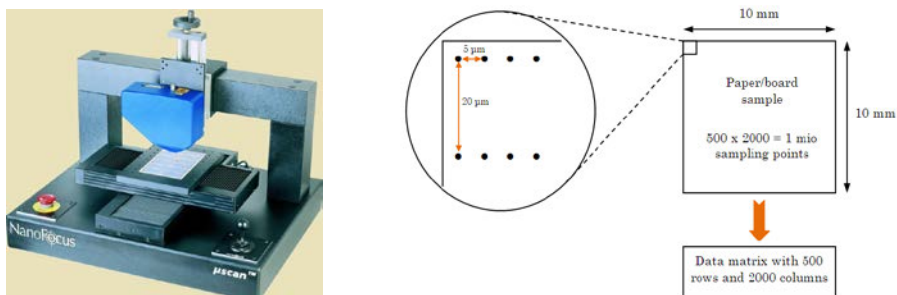 NanoFocus
µscan™
5 µm
20 µm
10 mm
Paper/board
sample
500 x 2000 = 1 mio
sampling points
10 mm
Data matrix with 500
rows and 2000 columns